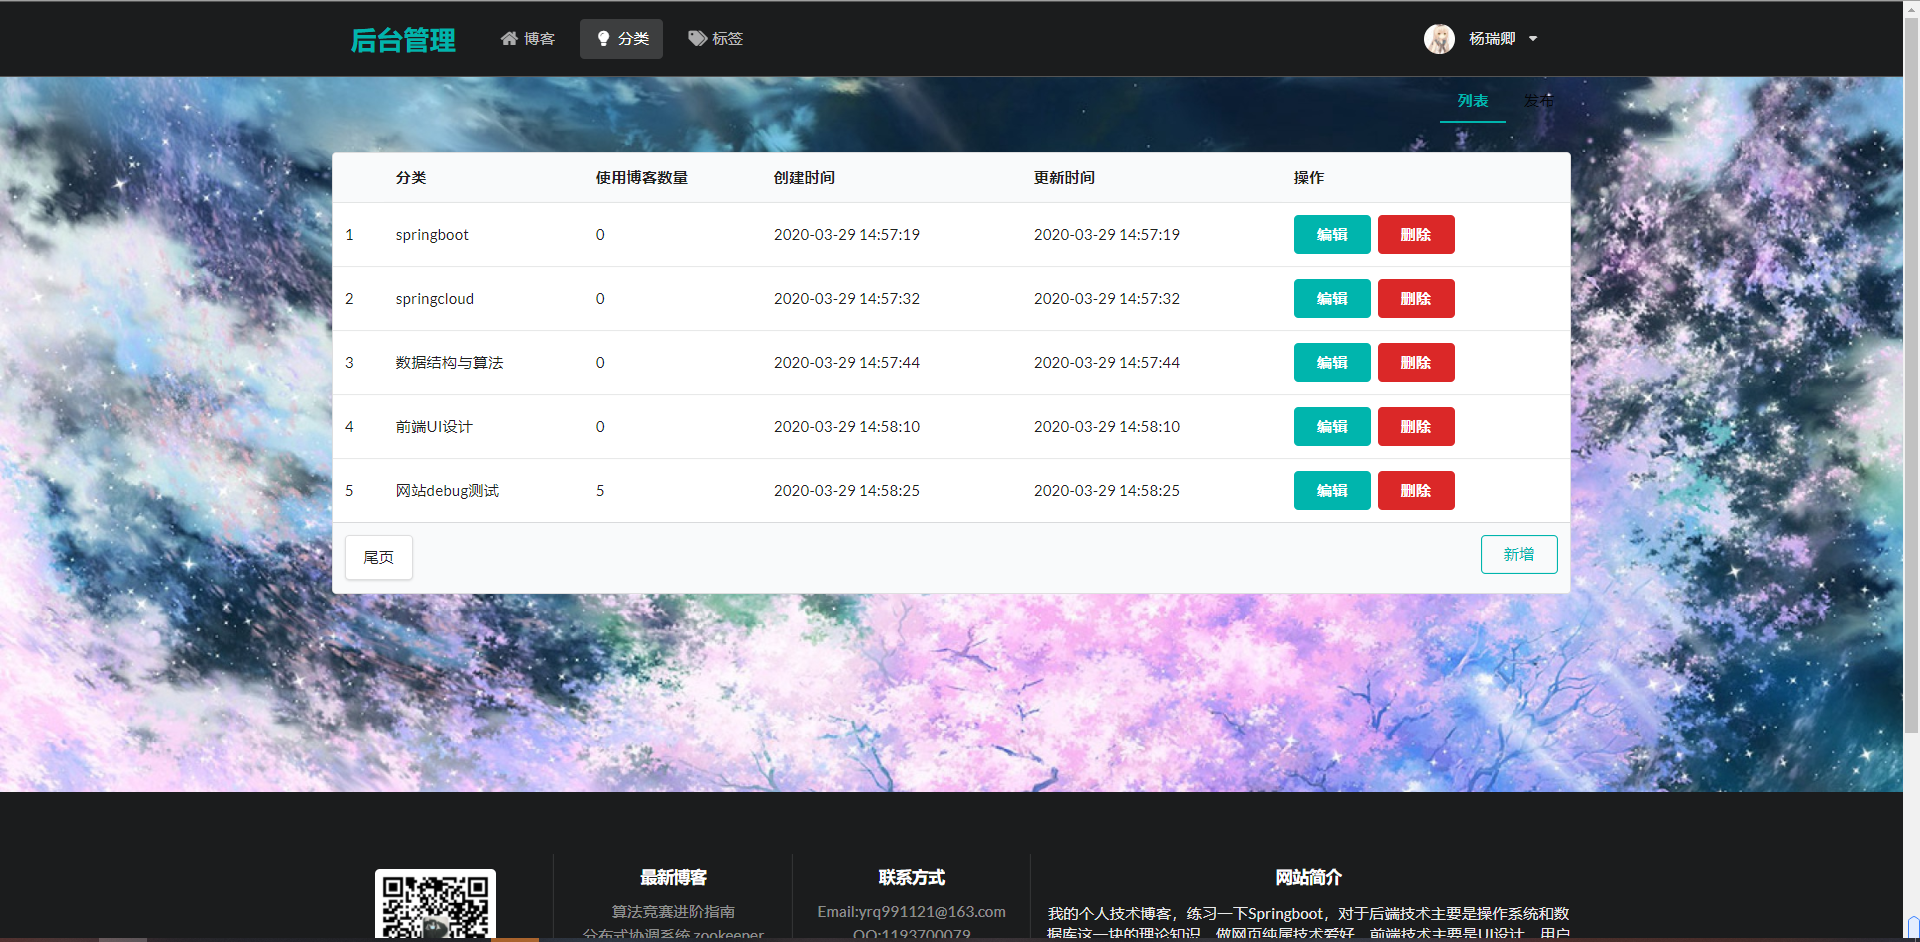 后台管理 博客 分类 标签 杨瑞卿
列表 发布
分类 使用博客数量 创建时间 更新时间 操作
1 springboot 0 2020-03-29 14:57:19 2020-03-29 14:57:19 编辑 删除
2 springcloud 0 2020-03-29 14:57:32 2020-03-29 14:57:32 编辑 删除
3 数据结构与算法 0 2020-03-29 14:57:44 2020-03-29 14:57:44 编辑 删除
4 前端UI设计 0 2020-03-29 14:58:10 2020-03-29 14:58:10 编辑 删除
5 网站debug测试 5 2020-03-29 14:58:25 2020-03-29 14:58:25 编辑 删除
尾页 新增
最新博客
算法竞赛进阶指南
分布式协调系统 zookeeper
联系方式
Email:yrq991121@163.com
QQ:1193700079
网站简介
我的个人技术博客，练习一下Springboot，对于后端技术主要是操作系统和数
据库这一块的理论知识，做网页纯属技术爱好，前端技术主要是UI设计，用户